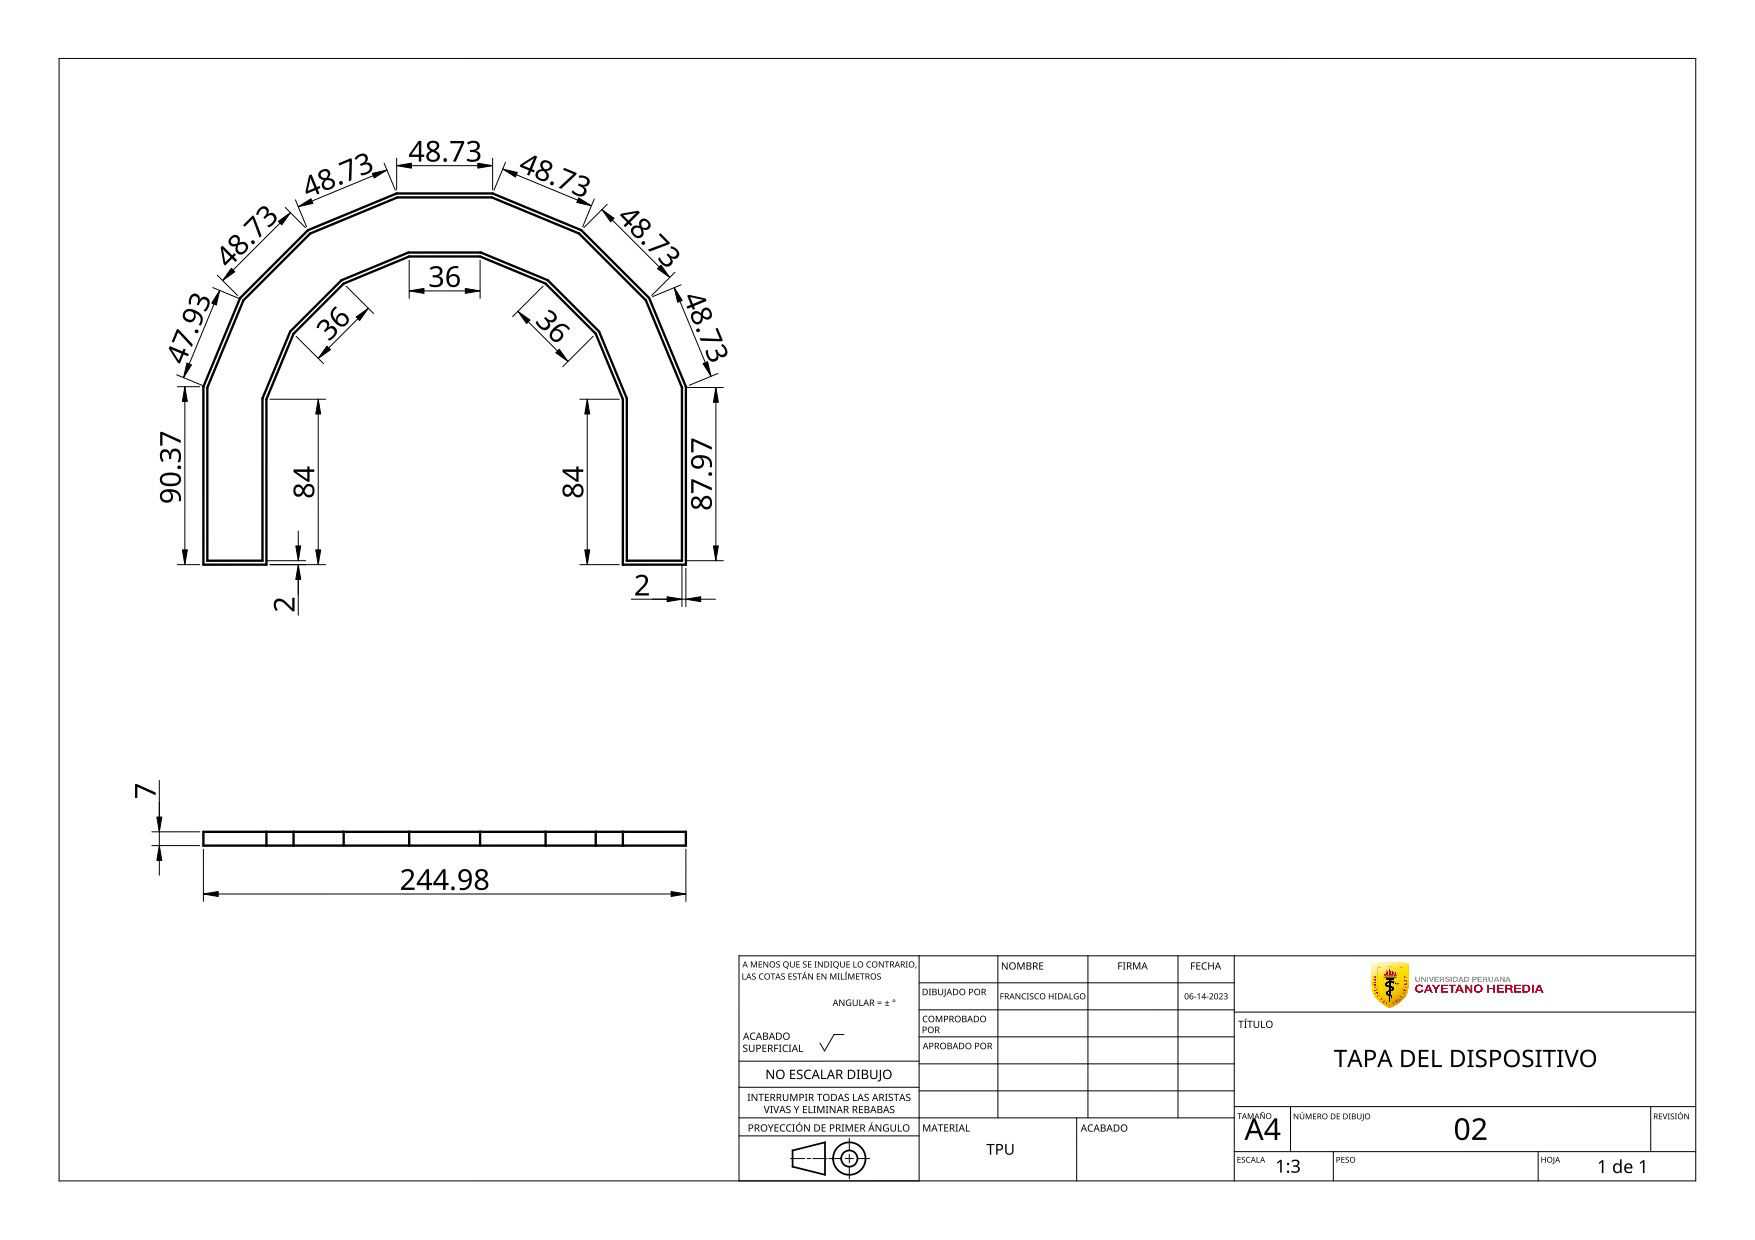 48.73
48.73
48.73
48.73
48.73
47.93
48.73
36
36
36
90.37
84
84
87.97
2
2
7
244.98
A MENOS QUE SE INDIQUE LO CONTRARIO,
LAS COTAS ESTÁN EN MILÍMETROS
ANGULAR = ± °
ACABADO
SUPERFICIAL
NO ESCALAR DIBUJO
INTERRUMPIR TODAS LAS ARISTAS
VIVAS Y ELIMINAR REBABAS
PROYECCIÓN DE PRIMER ÁNGULO
NOMBRE FIRMA FECHA
DIBUJADO POR FRANCISCO HIDALGO 06-14-2023
COMPROBADO
POR
APROBADO POR
MATERIAL
TPU
ACABADO
UNIVERSIDAD PERUANA
CAYETANO HEREDIA
TÍTULO
TAPA DEL DISPOSITIVO
TAMAÑO
A4
NÚMERO DE DIBUJO
02
REVISIÓN
ESCALA 1:3
PESO
HOJA 1 de 1